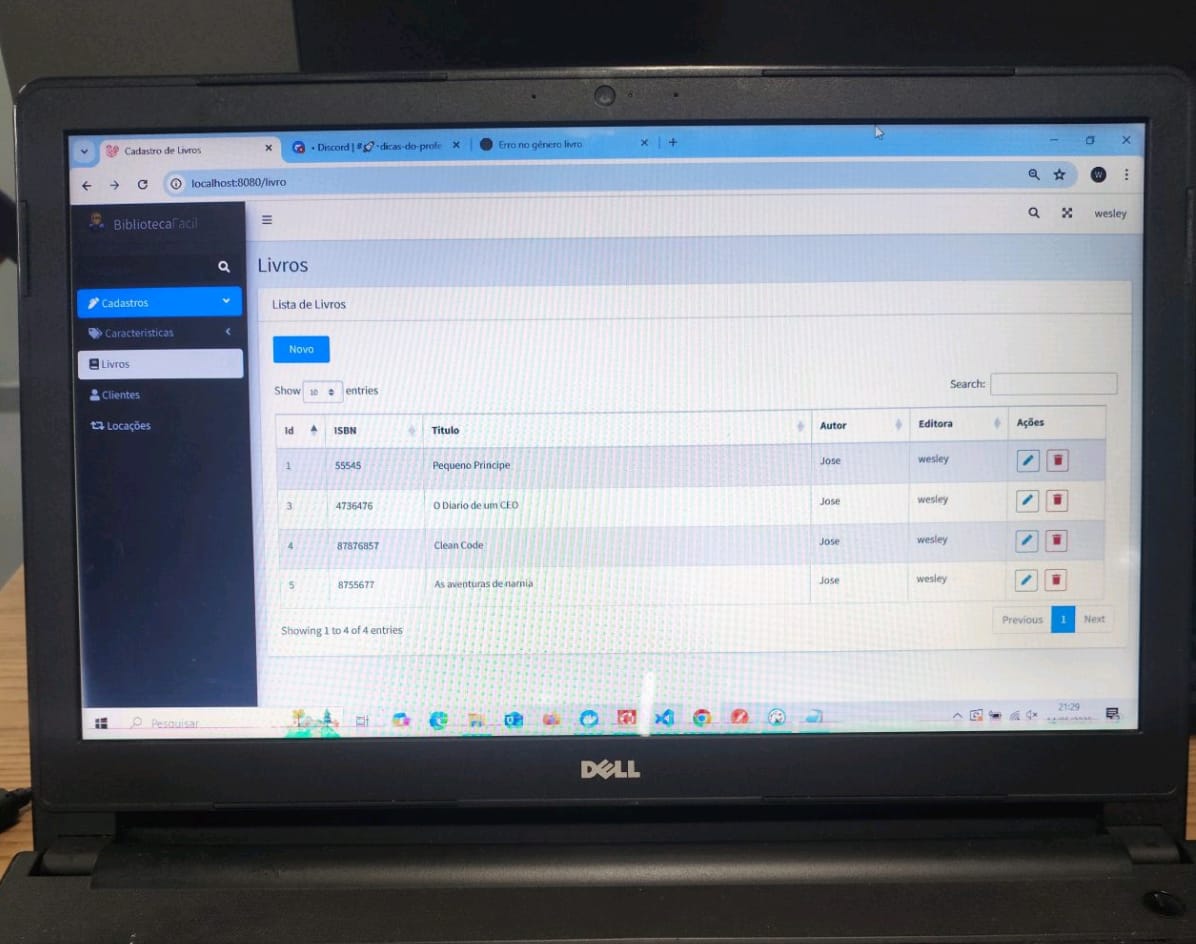 Cadastro de Livros
• Discord | # -dicas-do-profe
Erro no gênero livro
localhost:8080/livro
W
BibliotecaFacil
wesley
Livros
Cadastros
Lista de Livros
Caracteristicas
Novo
Livros
Show 10 entries
Search:
Clientes
Locações
Id ISBN Titulo Autor Editora Ações
1 55545 Pequeno Principe Jose wesley
3 4736476 O Diario de um CEO Jose wesley
4 87876857 Clean Code Jose wesley
5 8755677 As aventuras de narnia Jose wesley
Showing 1 to 4 of 4 entries
Previous 1 Next
Pesquisar
21:29
DELL